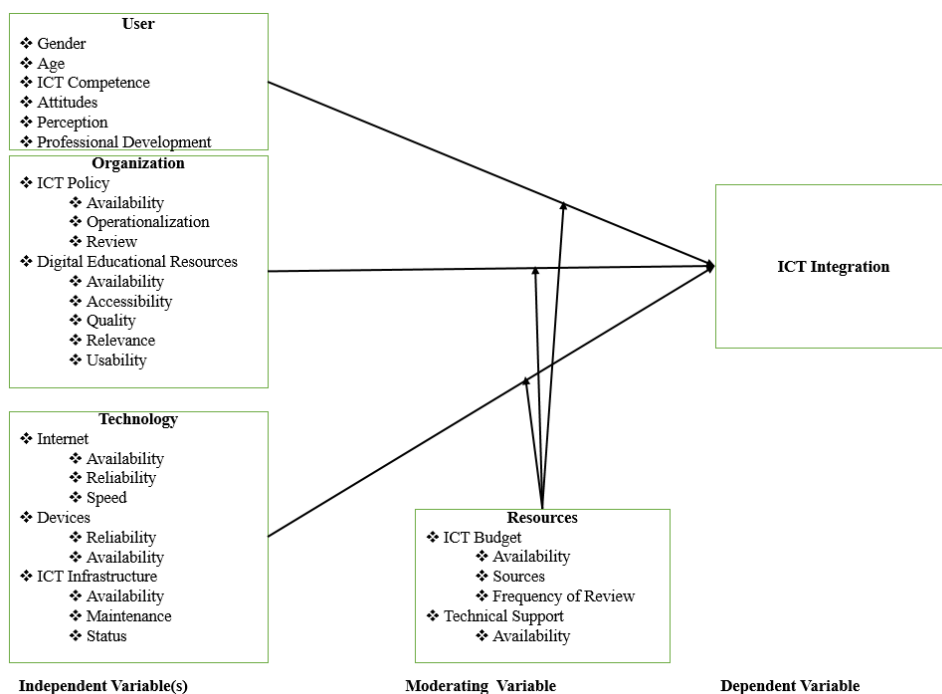 User
❖ Gender
❖ Age
❖ ICT Competence
❖ Attitudes
❖ Perception
❖ Professional Development
Organization
❖ ICT Policy
❖ Availability
❖ Operationalization
❖ Review
❖ Digital Educational Resources
❖ Availability
❖ Accessibility
❖ Quality
❖ Relevance
❖ Usability
Technology
❖ Internet
❖ Availability
❖ Reliability
❖ Speed
❖ Devices
❖ Reliability
❖ Availability
❖ ICT Infrastructure
❖ Availability
❖ Maintenance
❖ Status
Resources
❖ ICT Budget
❖ Availability
❖ Sources
❖ Frequency of Review
❖ Technical Support
❖ Availability
ICT Integration
Independent Variable(s)
Moderating Variable
Dependent Variable